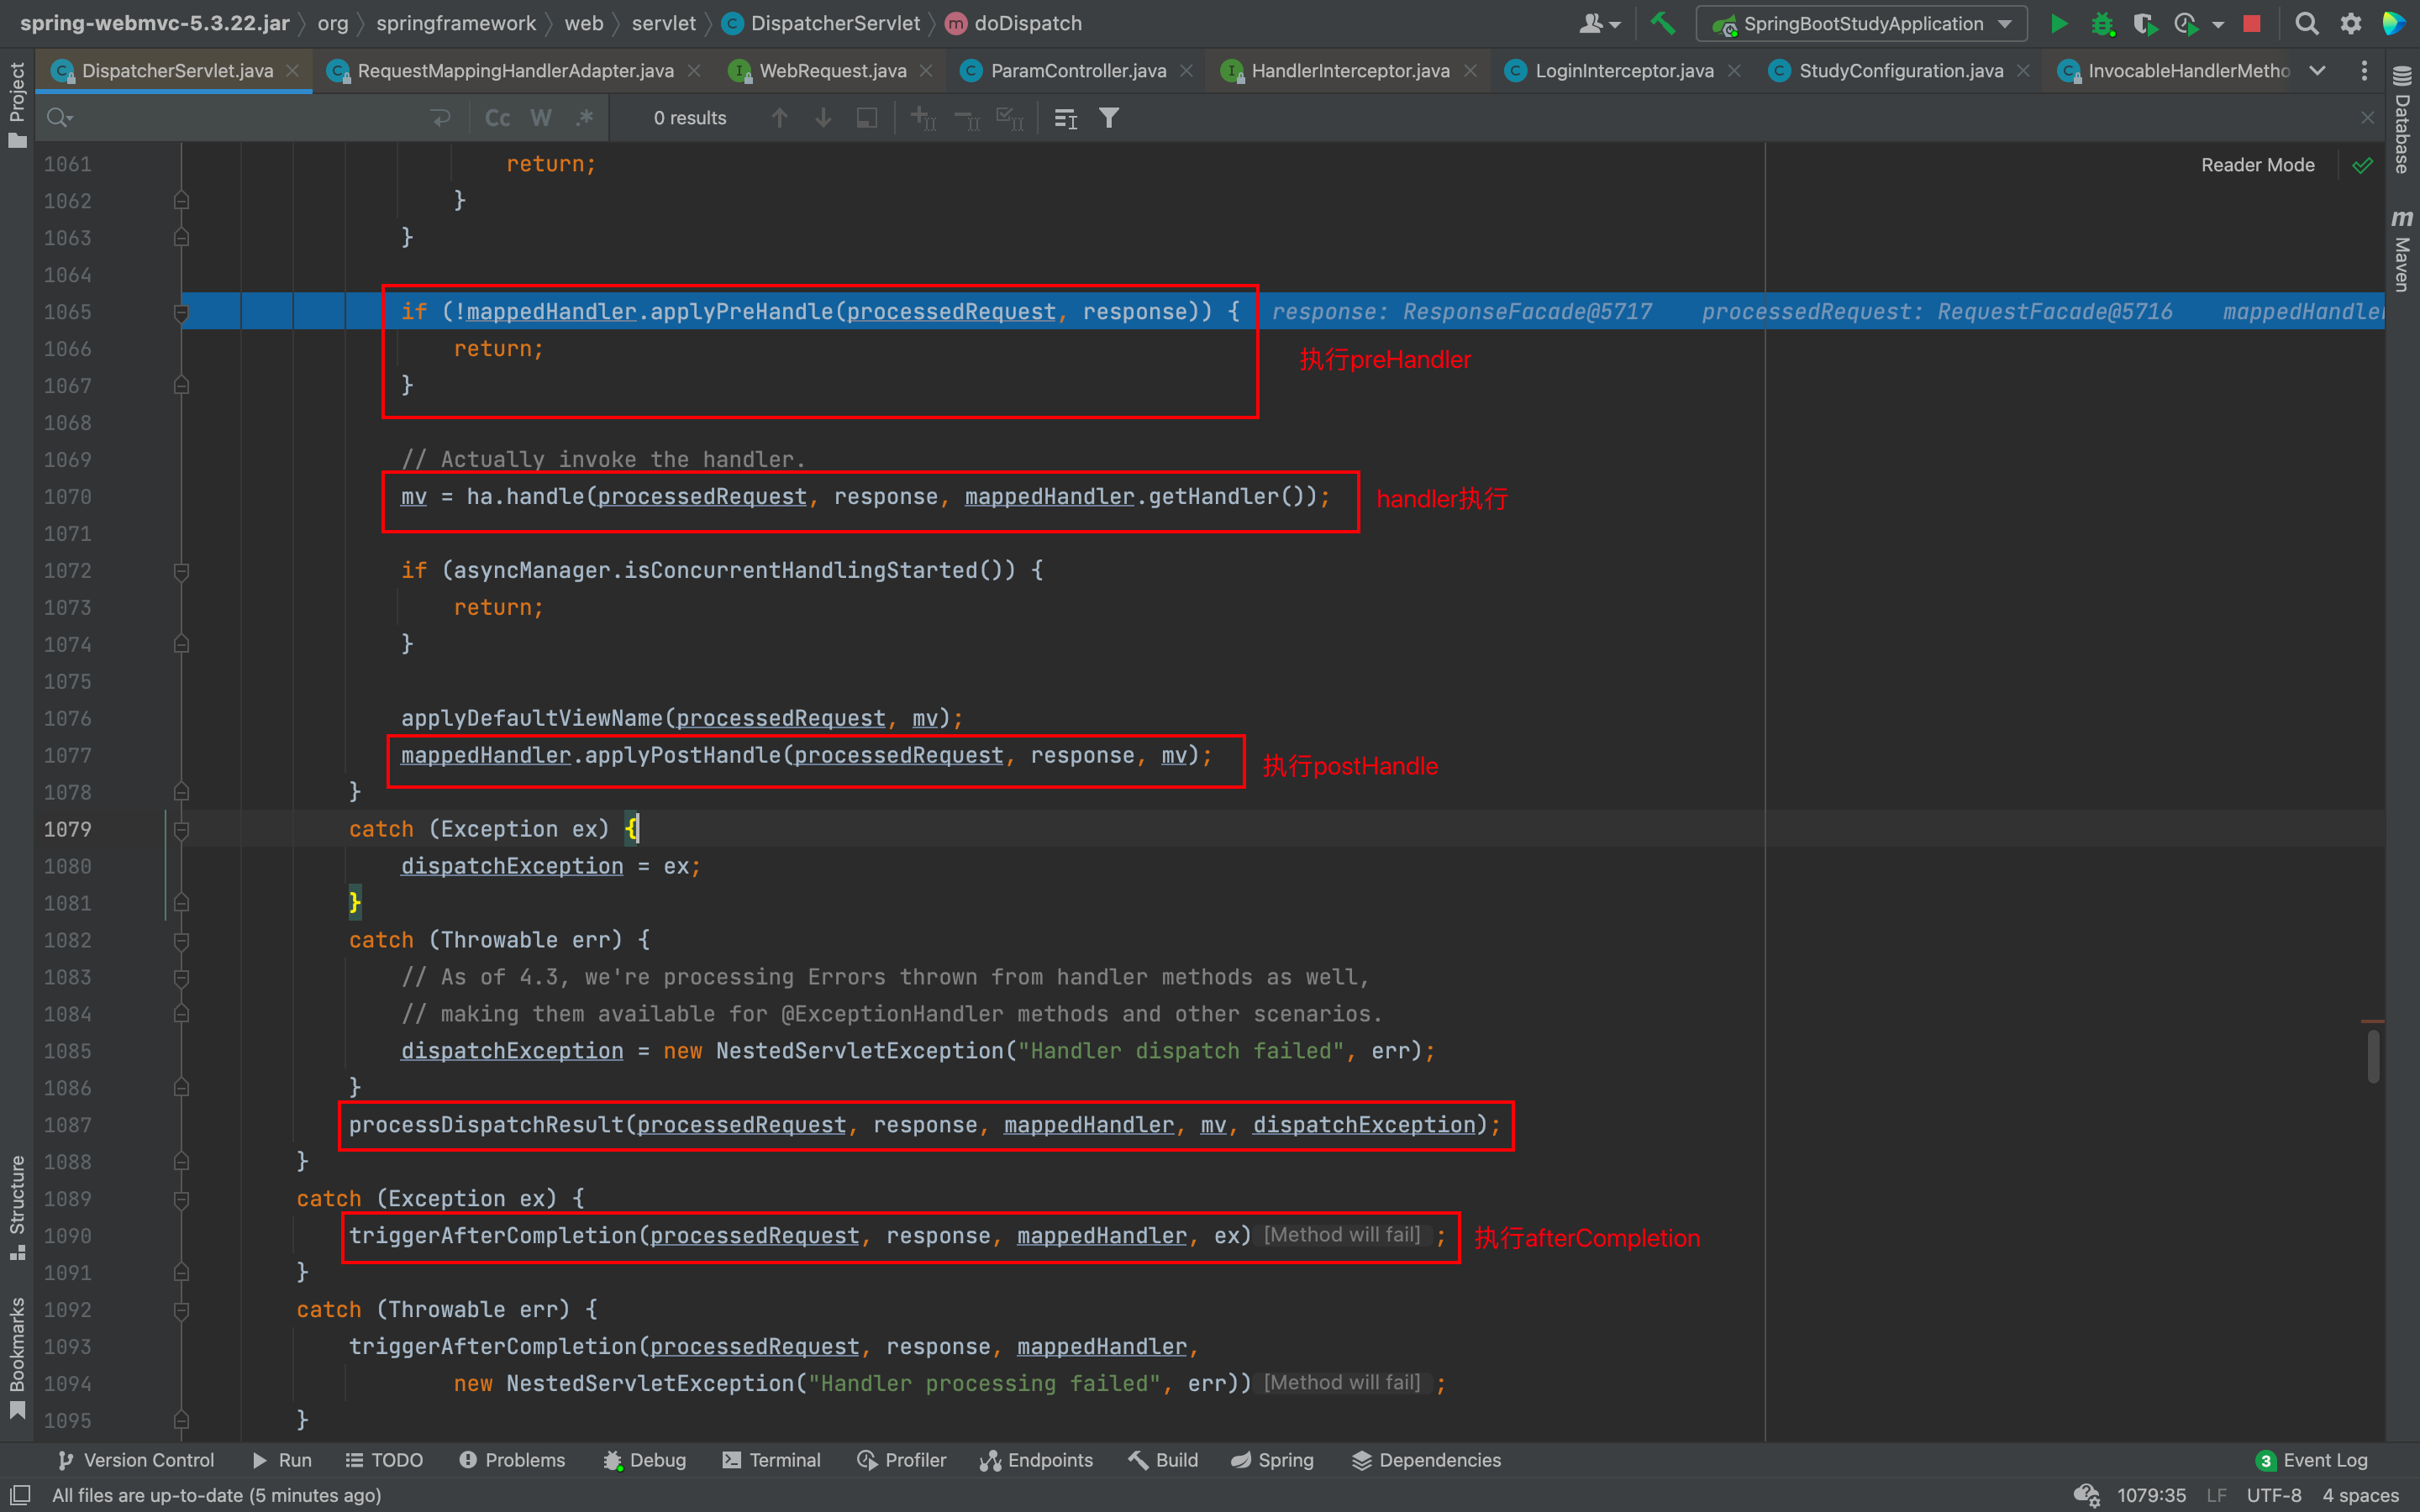 spring-webmvc-5.3.22.jar org springframework web servlet DispatcherServlet doDispatch SpringBootStudyApplication
DispatcherServlet.java RequestMappingHandlerAdapter.java WebRequest.java ParamController.java HandlerInterceptor.java LoginInterceptor.java StudyConfiguration.java InvocableHandlerMetho
Cc W .* 0 results
Reader Mode
1061 return;
1062 }
1063 }
1064
1065 if (!mappedHandler.applyPreHandle(processedRequest, response)) { response: ResponseFacade@5717 processedRequest: RequestFacade@5716 mappedHandler
1066 return;
执行preHandler
1067 }
1068
1069 // Actually invoke the handler.
1070 mv = ha.handle(processedRequest, response, mappedHandler.getHandler()); handler执行
1071
1072 if (asyncManager.isConcurrentHandlingStarted()) {
1073 return;
1074 }
1075
1076 applyDefaultViewName(processedRequest, mv);
1077 mappedHandler.applyPostHandle(processedRequest, response, mv); 执行postHandle
1078 }
1079 catch (Exception ex) {
1080 dispatchException = ex;
1081 }
1082 catch (Throwable err) {
1083 // As of 4.3, we're processing Errors thrown from handler methods as well,
1084 // making them available for @ExceptionHandler methods and other scenarios.
1085 dispatchException = new NestedServletException("Handler dispatch failed", err);
1086 }
1087 processDispatchResult(processedRequest, response, mappedHandler, mv, dispatchException);
1088 }
1089 catch (Exception ex) {
1090 triggerAfterCompletion(processedRequest, response, mappedHandler, ex) [Method will fail] ; 执行afterCompletion
1091 }
1092 catch (Throwable err) {
1093 triggerAfterCompletion(processedRequest, response, mappedHandler,
1094 new NestedServletException("Handler processing failed", err)) [Method will fail] ;
1095 }
Project
Structure
Bookmarks
Database
m Maven
Version Control Run TODO Problems Debug Terminal Profiler Endpoints Build Spring Dependencies 3 Event Log
All files are up-to-date (5 minutes ago) 1079:35 LF UTF-8 4 spaces